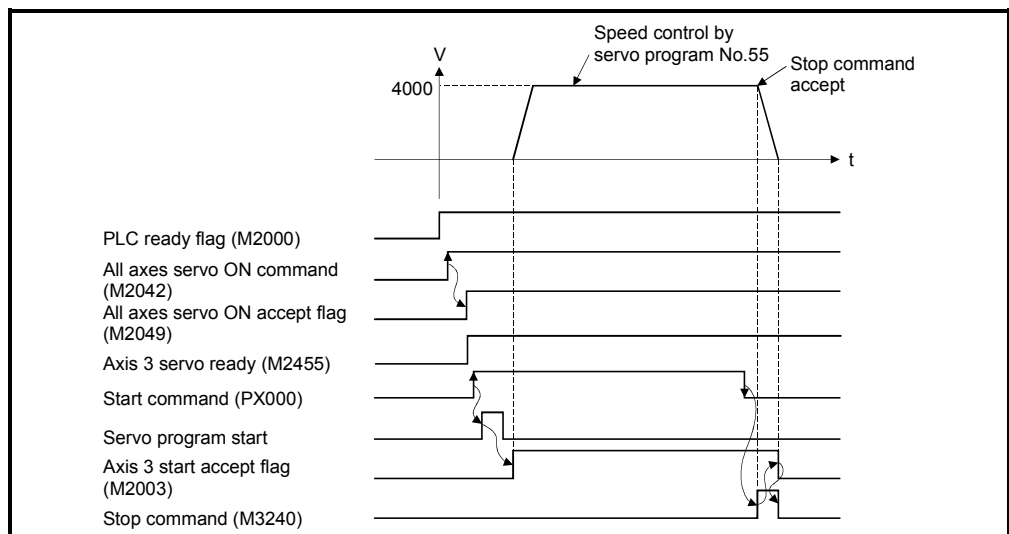 Speed control by
servo program No.55
V
Stop command
accept
4000
t
PLC ready flag (M2000)
All axes servo ON command
(M2042)
All axes servo ON accept flag
(M2049)
Axis 3 servo ready (M2455)
Start command (PX000)
Servo program start
Axis 3 start accept flag
(M2003)
Stop command (M3240)